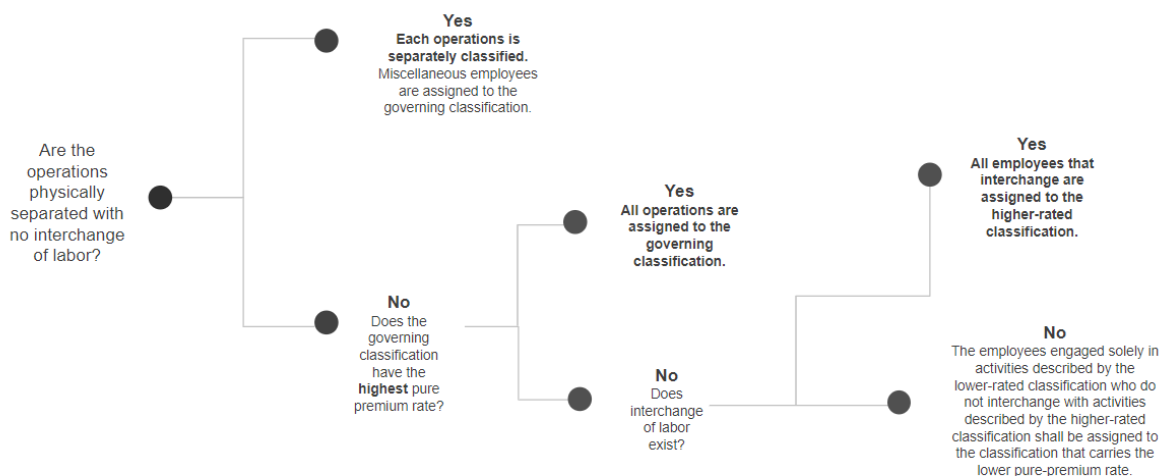 Are the
operations
physically
separated with
no interchange
of labor?
Yes
Each operations is
separately classified.
Miscellaneous employees
are assigned to the
governing classification.
No
Does the
governing
classification
have the
highest pure
premium rate?
Yes
All operations are
assigned to the
governing
classification.
No
Does
interchange
of labor
exist?
Yes
All employees that
interchange are
assigned to the
higher-rated
classification.
No
The employees engaged solely in
activities described by the
lower-rated classification who do
not interchange with activities
described by the higher-rated
classification shall be assigned to
the classification that carries the
lower pure-premium rate.